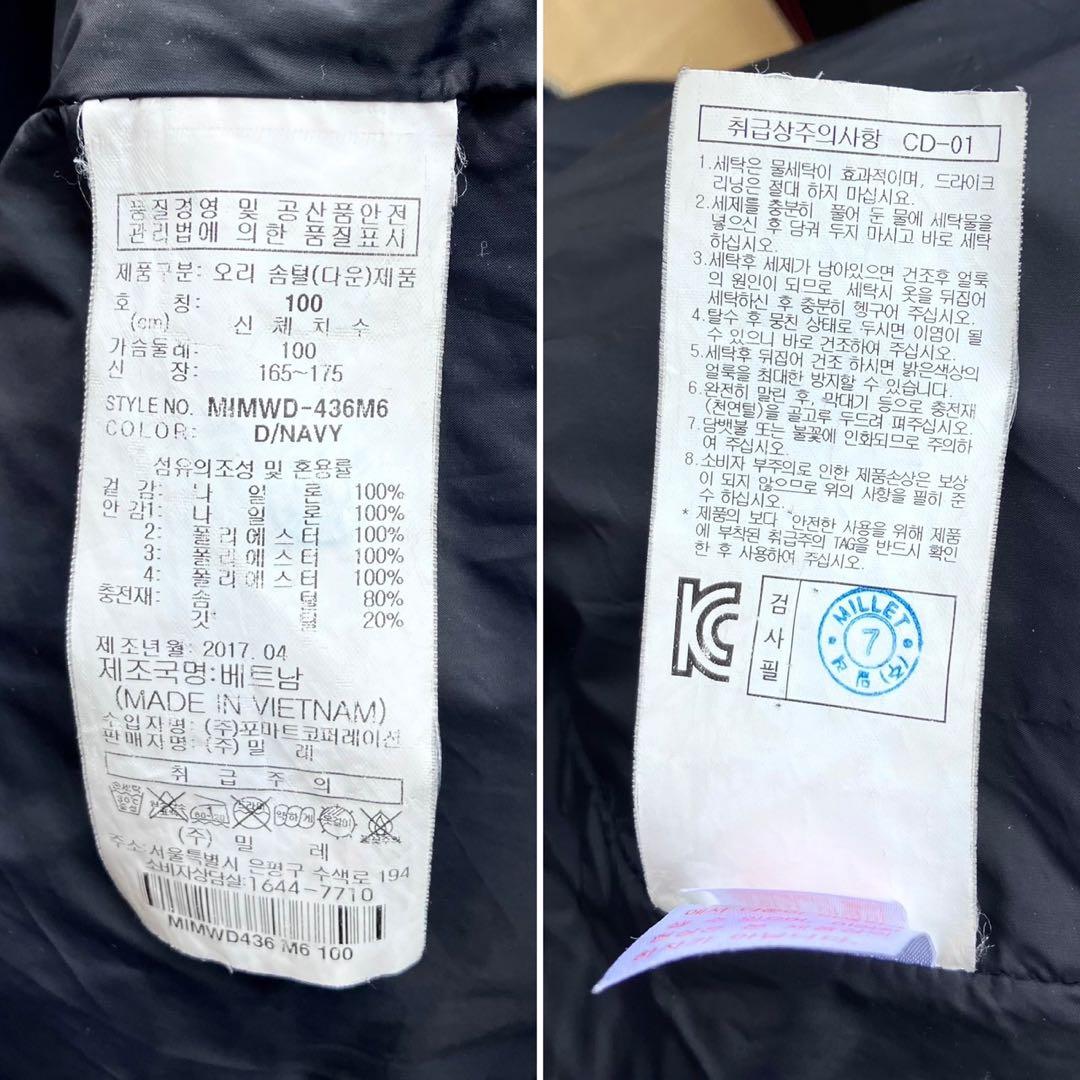 품질경영 및 공산품안전
관리법에 의한 품질표시
제품구분: 오리 솜털(다운)제품
호 칭: 100
(cm) 신 체 치 수
가슴둘레: 100
신 장: 165~175
STYLE NO. MIMWD-436M6
COLOR: D/NAVY
섬유의조성 및 혼용률
겉 감: 나 일 론 100%
안 감1: 나 일 론 100%
2: 폴리에스터 100%
3: 폴리에스터 100%
4: 폴리에스터 100%
충전재: 솜 털 80%
깃 20%
제조년월: 2017. 04
제조국명:베트남
(MADE IN VIETNAM)
수입자명: (주)포마트코퍼레이션
판매자명: (주) 밀 레
취 급 주 의
손세탁
30℃
중성
드라이
약하게
옷걸이
(주) 밀 레
주소:서울특별시 은평구 수색로 194
소비자상담실:1644-7710
MIMWD436 M6 100
취급상주의사항 CD-01
1.세탁은 물세탁이 효과적이며, 드라이크
리닝은 절대 하지 마십시요.
2.세제를 충분히 풀어 둔 물에 세탁물을
넣으신 후 담궈 두지 마시고 바로 세탁
하십시오.
3.세탁후 세제가 남아있으면 건조후 얼룩
의 원인이 되므로 세탁시 옷을 뒤집어
세탁하신 후 충분히 헹구어 주십시오.
4.탈수 후 뭉친 상태로 두시면 이염이 될
수 있으니 바로 건조하여 주십시오.
5.세탁후 뒤집어 건조 하시면 밝은색상의
얼룩을 최대한 방지할 수 있습니다.
6.완전히 말린 후, 막대기 등으로 충전재
(천연털)을 골고루 두드려 펴주십시오.
7.담뱃불 또는 불꽃에 인화되므로 주의하
여 주십시오.
8.소비자 부주의로 인한 제품손상은 보상
이 되지 않으므로 위의 사항을 필히 준
수 하십시오.
* 제품의 보다 안전한 사용을 위해 제품
에 부착된 취급주의 TAG을 반드시 확인
한 후 사용하여 주십시오.
KC
검
사
필
MILLET
7
(주)밀레